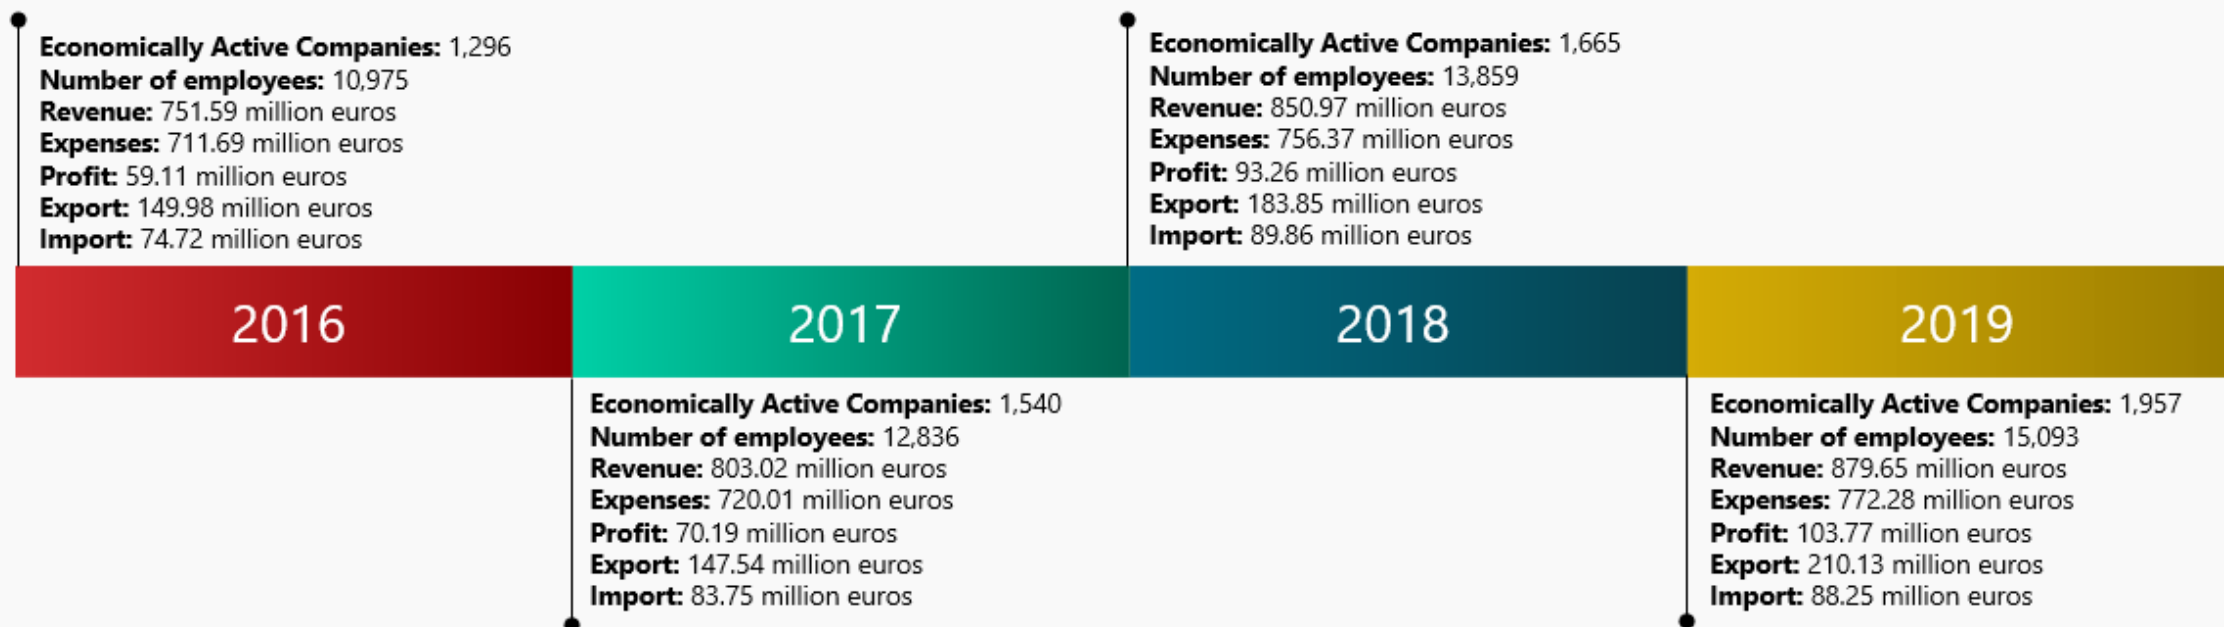 Economically Active Companies: 1,296
Number of employees: 10,975
Revenue: 751.59 million euros
Expenses: 711.69 million euros
Profit: 59.11 million euros
Export: 149.98 million euros
Import: 74.72 million euros
Economically Active Companies: 1,665
Number of employees: 13,859
Revenue: 850.97 million euros
Expenses: 756.37 million euros
Profit: 93.26 million euros
Export: 183.85 million euros
Import: 89.86 million euros
2016
2017
2018
2019
Economically Active Companies: 1,540
Number of employees: 12,836
Revenue: 803.02 million euros
Expenses: 720.01 million euros
Profit: 70.19 million euros
Export: 147.54 million euros
Import: 83.75 million euros
Economically Active Companies: 1,957
Number of employees: 15,093
Revenue: 879.65 million euros
Expenses: 772.28 million euros
Profit: 103.77 million euros
Export: 210.13 million euros
Import: 88.25 million euros